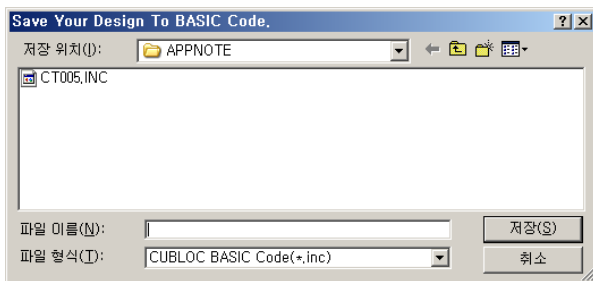 Save Your Design To BASIC Code.
저장 위치(I): APPNOTE
CT005.INC
파일 이름(N): 저장(S)
파일 형식(T): CUBLOC BASIC Code(*.inc) 취소